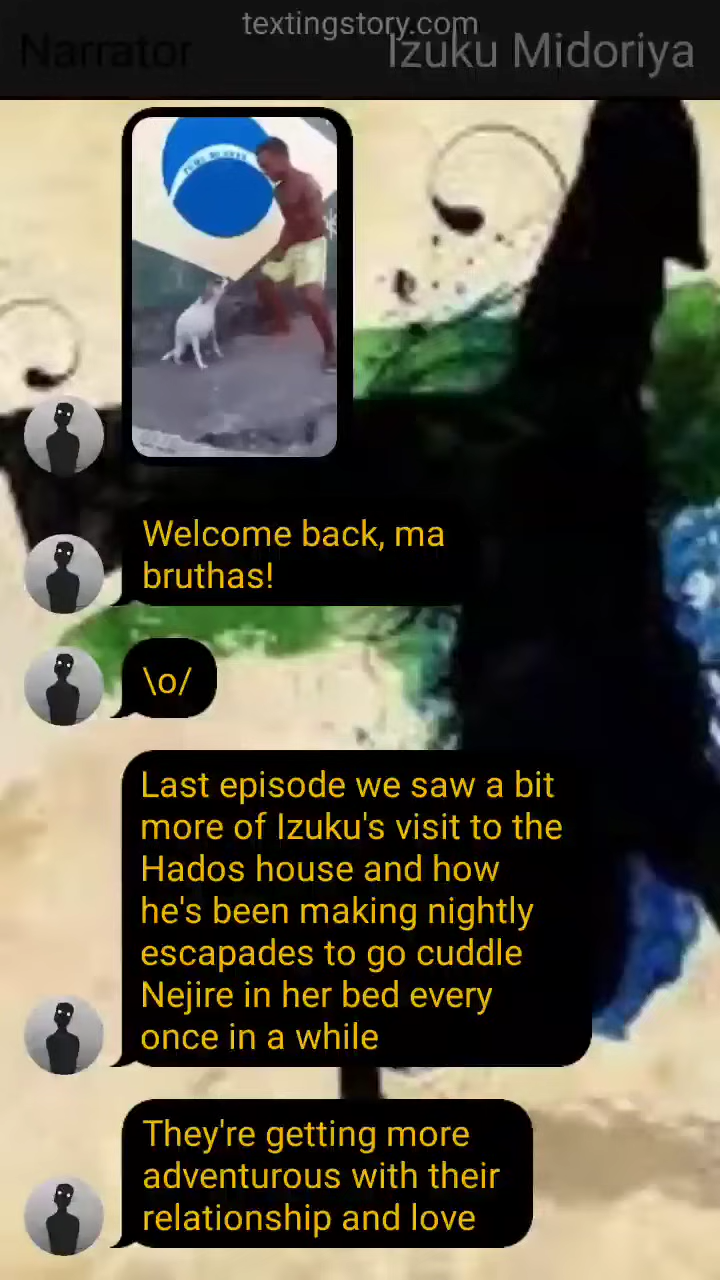 textingstory.com
Narrator
Izuku Midoriya
Welcome back, ma
bruthas!
\o/
Last episode we saw a bit
more of Izuku's visit to the
Hados house and how
he's been making nightly
escapades to go cuddle
Nejire in her bed every
once in a while
They're getting more
adventurous with their
relationship and love